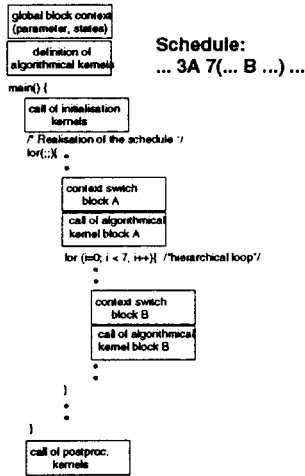 global block context
(parameter, states)
definition of
algorithmical kernels
Schedule:
... 3A 7(... B ...) ...
main() {
call of initialisation
kernels
/* Realisation of the schedule */
for(;;){
context switch
block A
call of algorithmical
kernel block A
for (i=0; i < 7, i++){ /*hierarchical loop*/
context switch
block B
call of algorithmical
kernel block B
}
}
call of postproc.
kernels